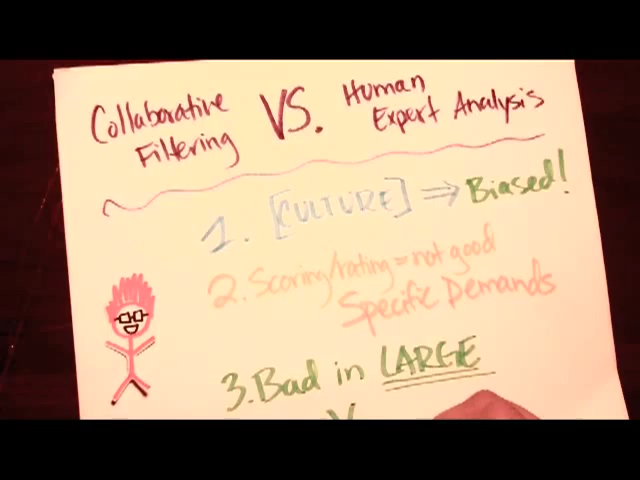 Collaborative Filtering VS. Human Expert Analysis
1. [CULTURE] ⇒ Biased!
2. Scoring/rating = not good
Specific Demands
3. Bad in LARGE